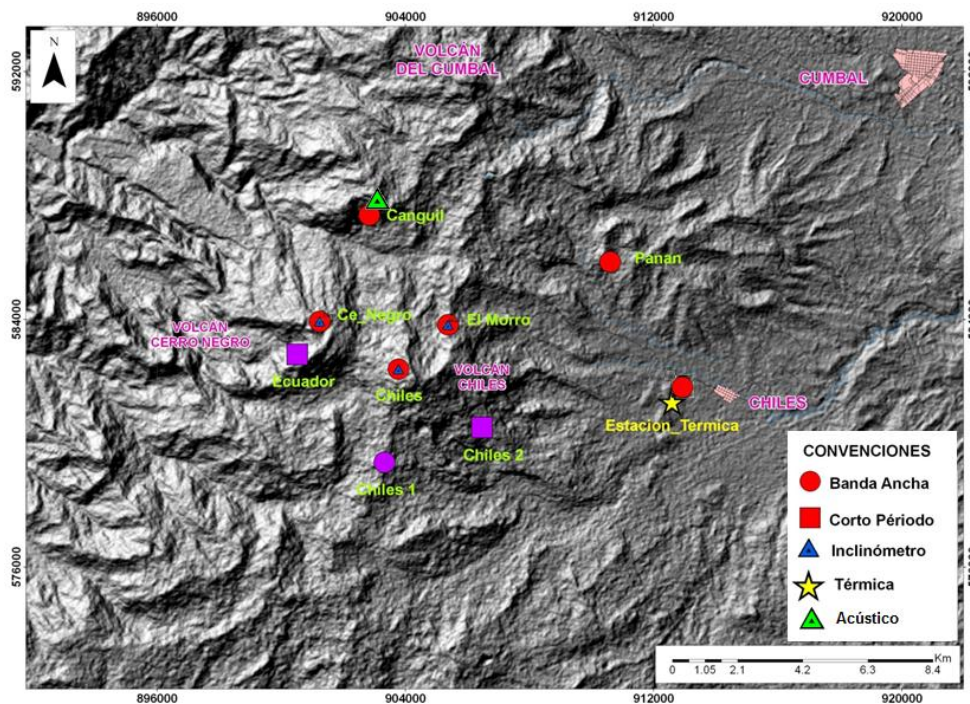 896000
904000
912000
920000
N
592000
VOLCÁN
DEL CUMBAL
CUMBAL
Canguil
Panan
584000
Ce_Negro
El Morro
VOLCÁN
CERRO NEGRO
Ecuador
Chiles
VOLCÁN
CHILES
CHILES
Estacion_Termica
Chiles 2
Chiles 1
576000
CONVENCIONES
Banda Ancha
Corto Período
Inclinómetro
Térmica
Acústico
Km
0 1.05 2.1 4.2 6.3 8.4
896000
904000
912000
920000